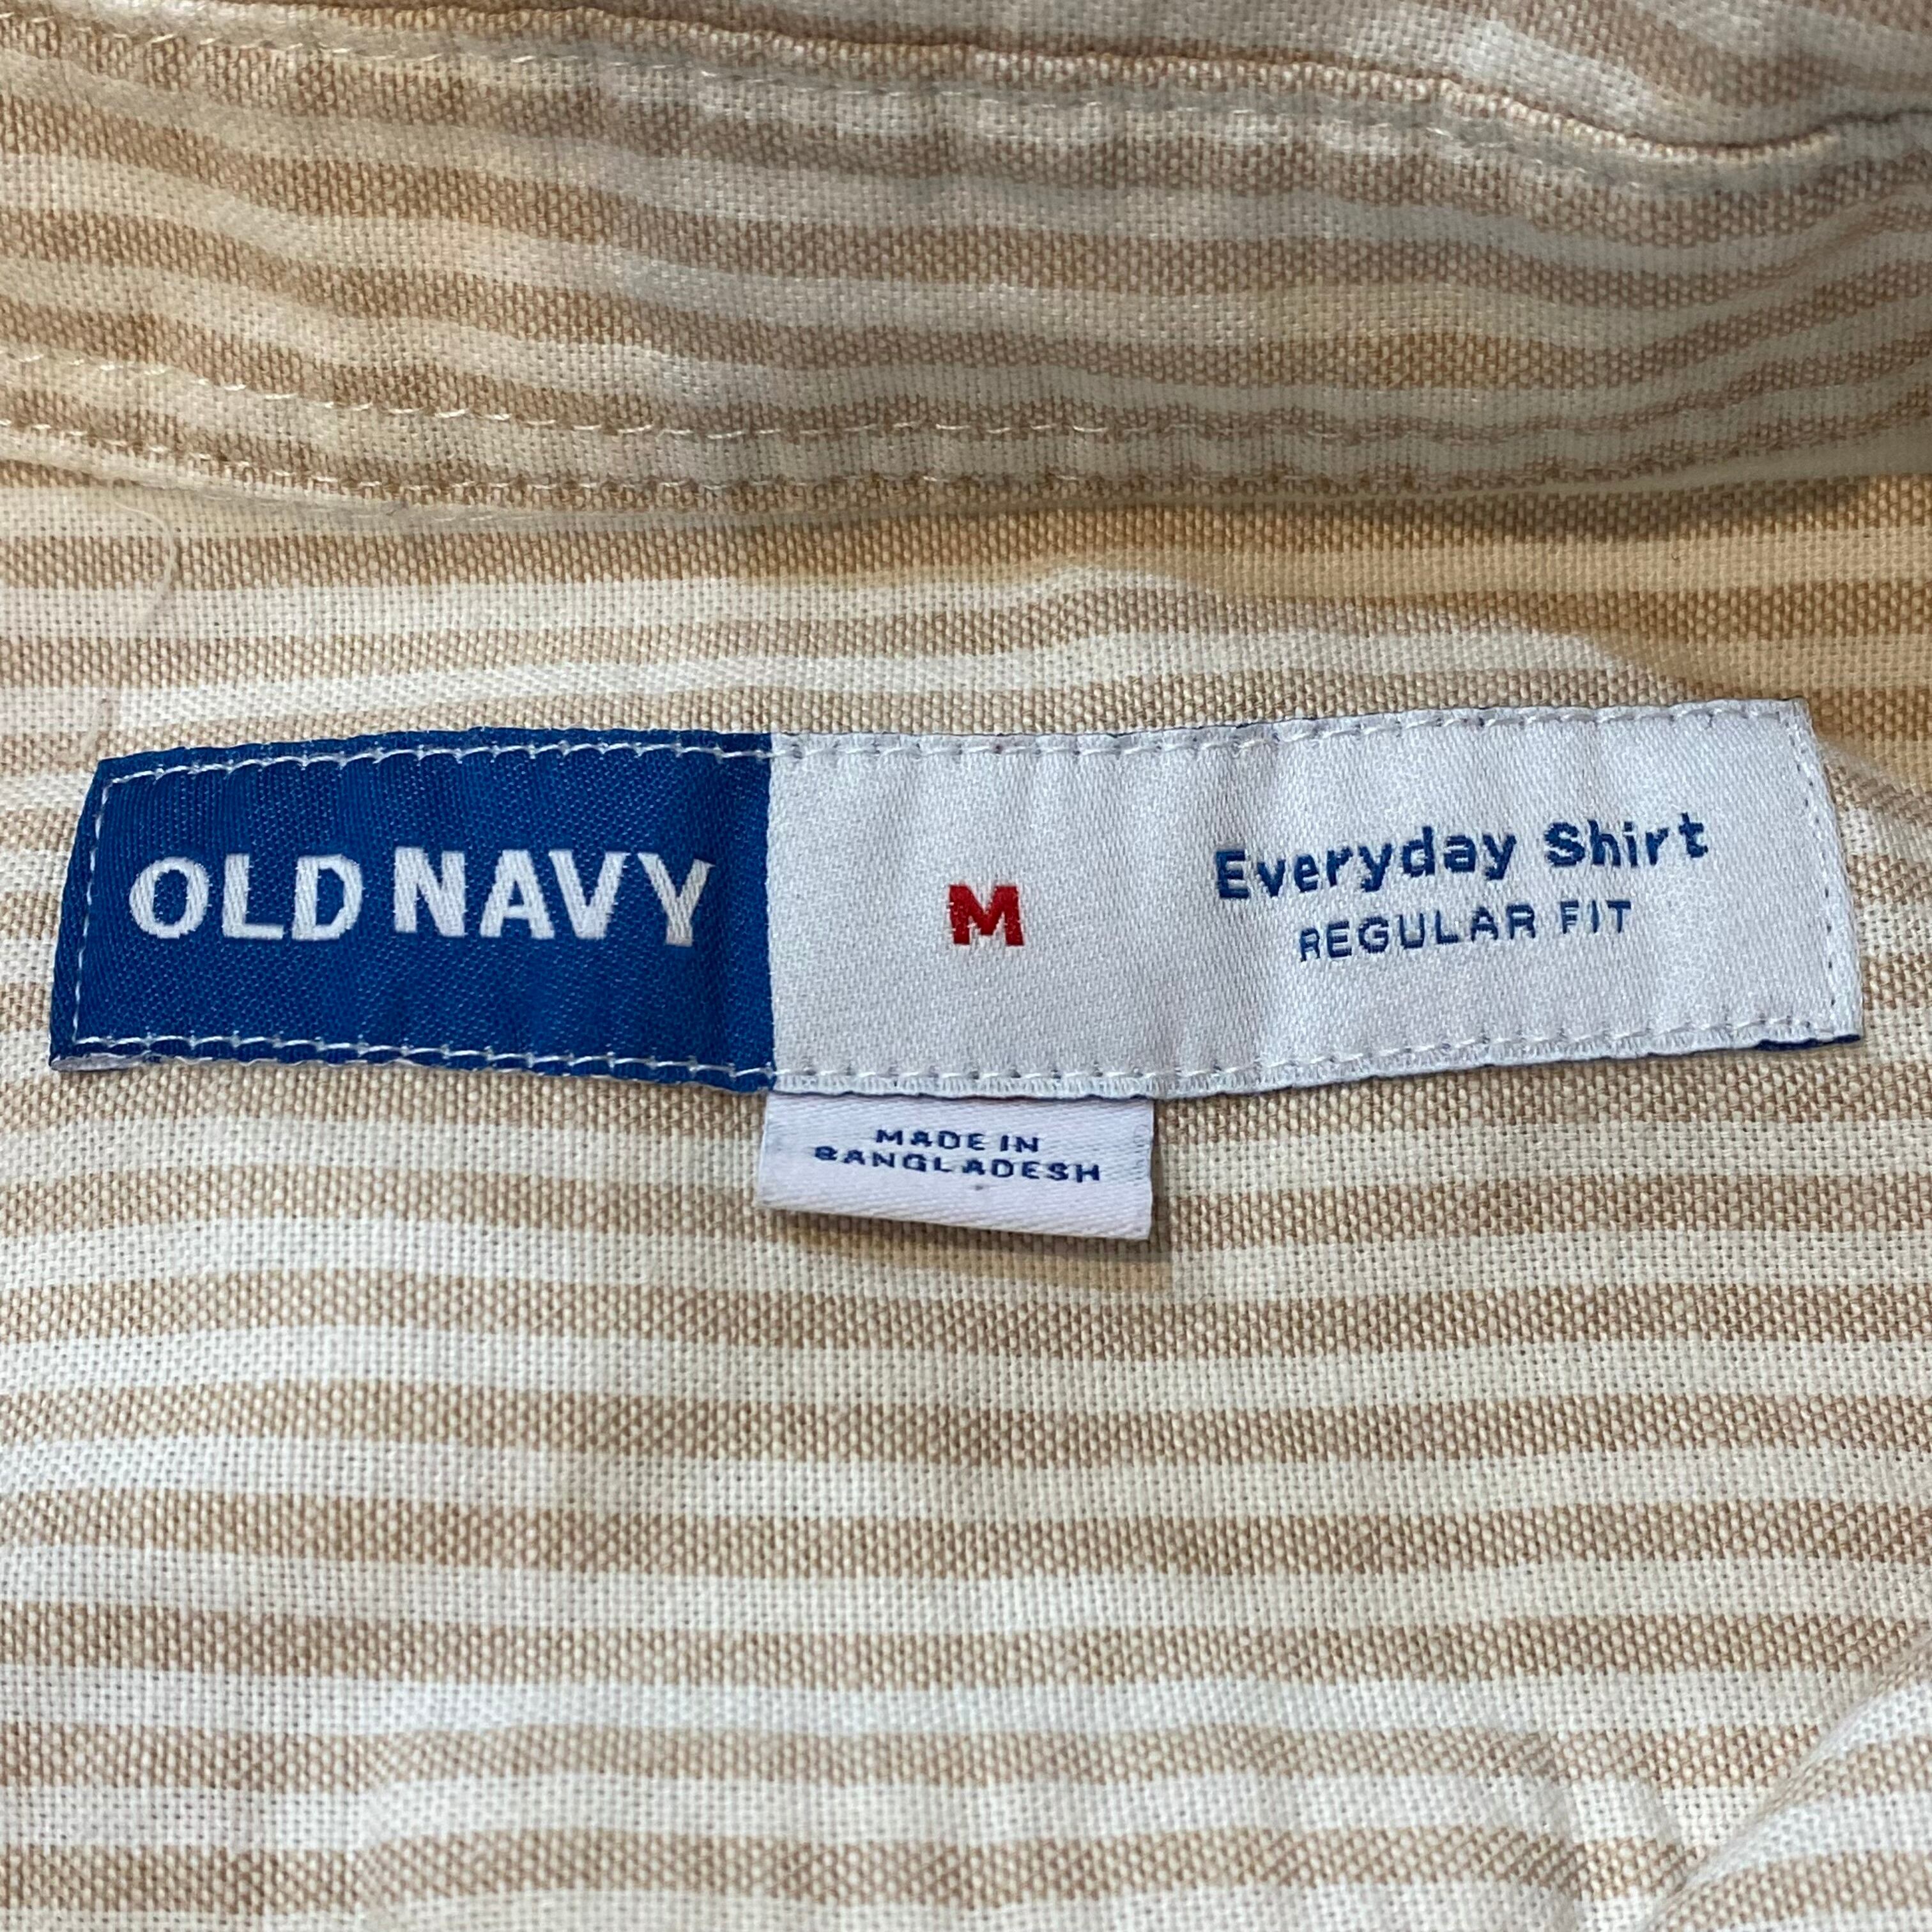 OLD NAVY
M
Everyday Shirt
REGULAR FIT
MADE IN
BANGLADESH